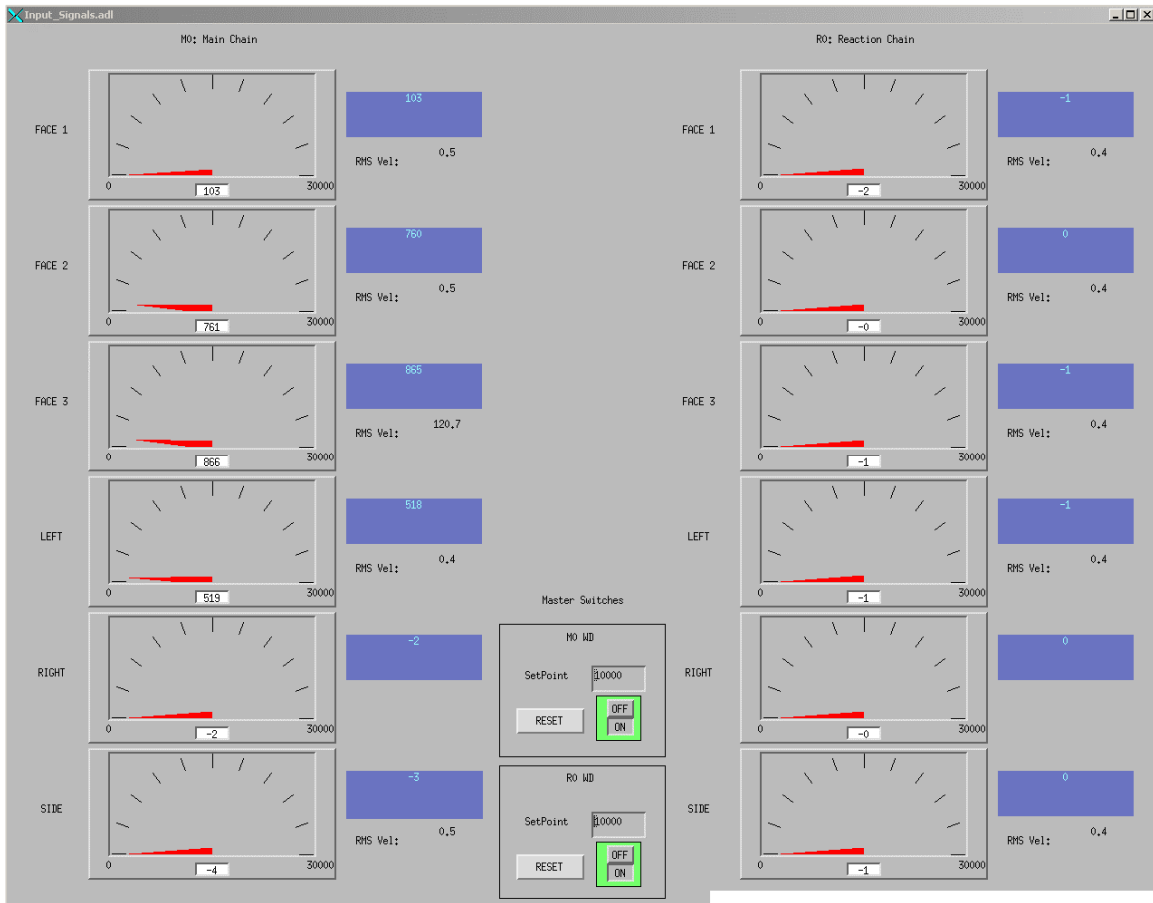 Input_Signals.adl
M0: Main Chain
R0: Reaction Chain
FACE 1
0
30000
103
103
RMS Vel:
0.5
FACE 2
0
30000
761
760
RMS Vel:
0.5
FACE 3
0
30000
866
865
RMS Vel:
120.7
LEFT
0
30000
519
518
RMS Vel:
0.4
RIGHT
0
30000
-2
-2
SIDE
0
30000
-4
-3
RMS Vel:
0.5
Master Switches
M0 WD
SetPoint
10000
RESET
OFF
ON
R0 WD
SetPoint
10000
RESET
OFF
ON
FACE 1
0
30000
-2
-1
RMS Vel:
0.4
FACE 2
0
30000
-0
0
RMS Vel:
0.4
FACE 3
0
30000
-1
-1
RMS Vel:
0.4
LEFT
0
30000
-1
-1
RMS Vel:
0.4
RIGHT
0
30000
-0
0
SIDE
0
30000
-1
0
RMS Vel:
0.4